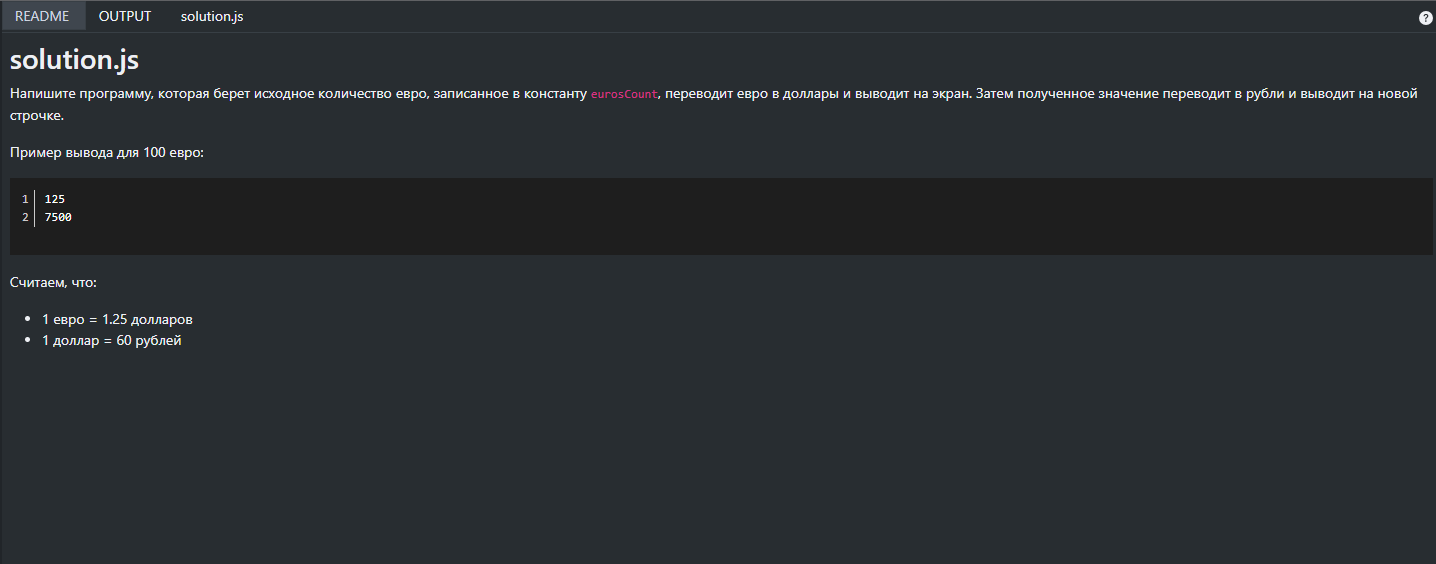 README OUTPUT solution.js ?
solution.js
Напишите программу, которая берет исходное количество евро, записанное в константу eurosCount, переводит евро в доллары и выводит на экран. Затем полученное значение переводит в рубли и выводит на новой
строчке.
Пример вывода для 100 евро:
1 125
2 7500
Считаем, что:
• 1 евро = 1.25 долларов
• 1 доллар = 60 рублей